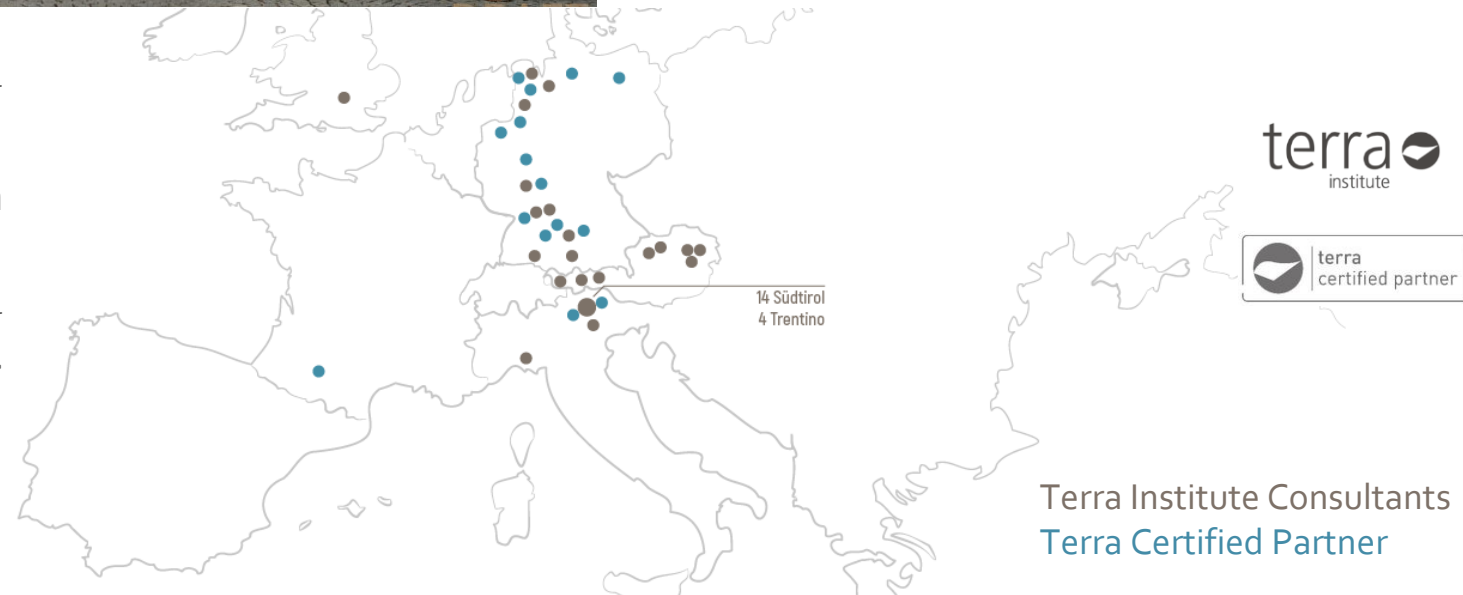 terra
institute
terra
certified partner
14 Südtirol
4 Trentino
Terra Institute Consultants
Terra Certified Partner